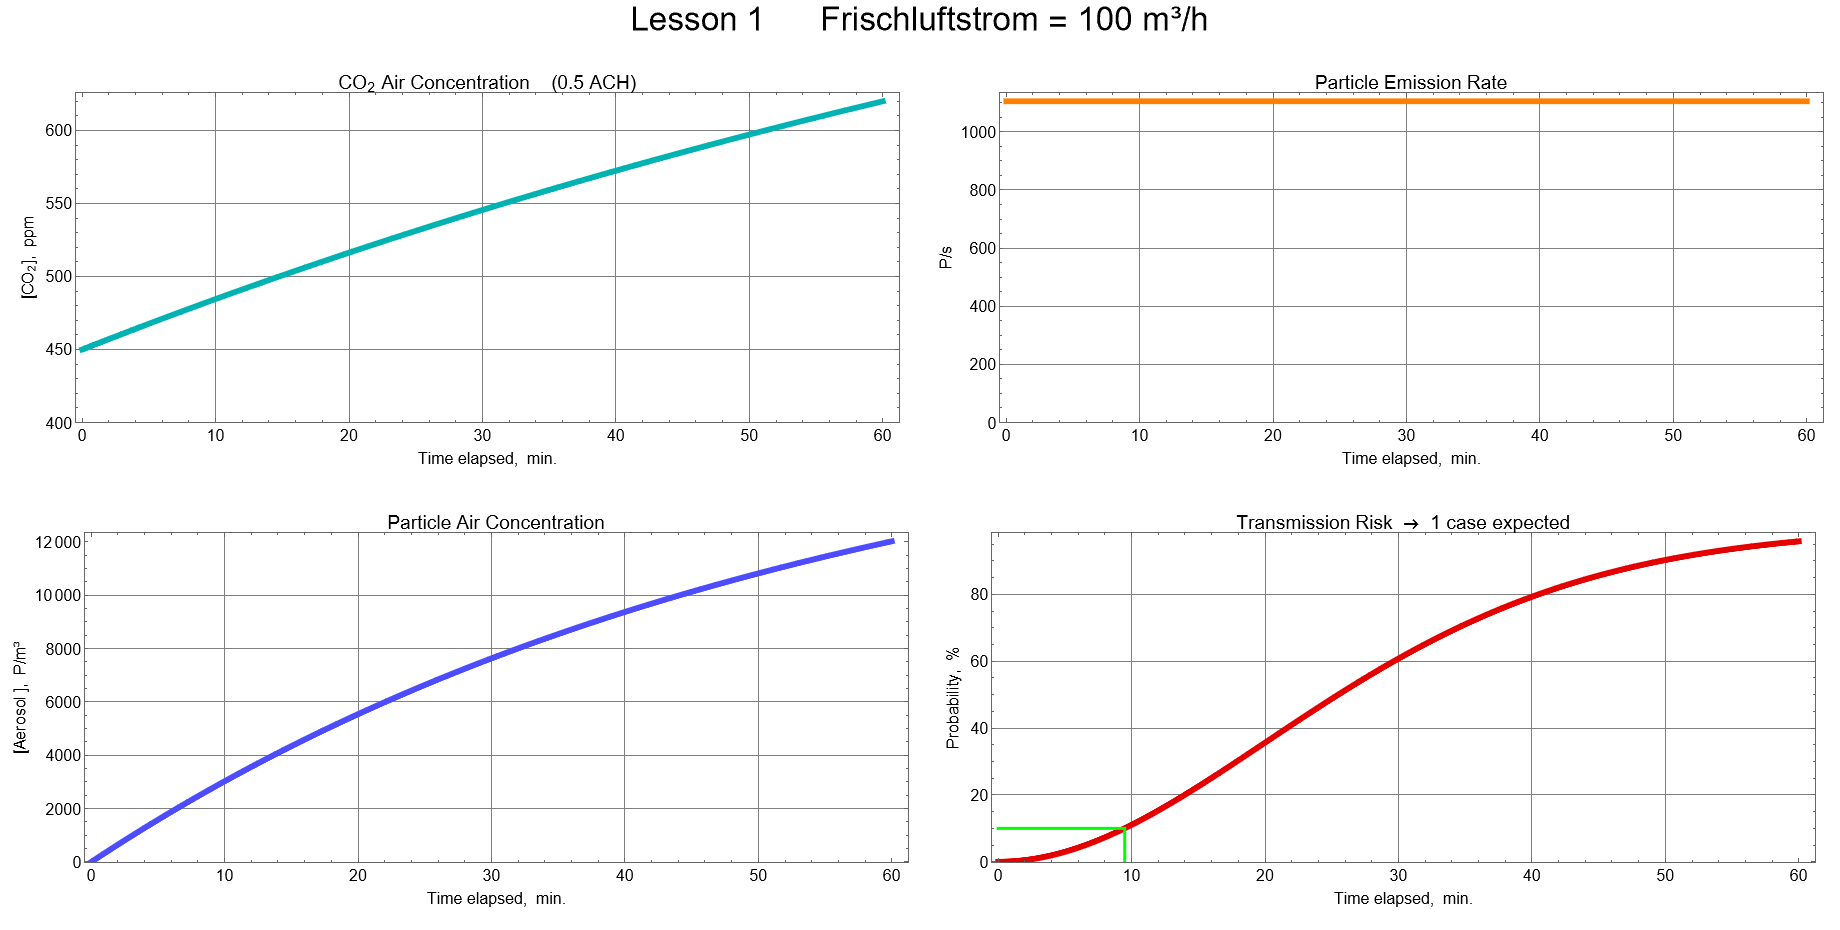 Lesson 1 Frischluftstrom = 100 m³/h
CO₂ Air Concentration (0.5 ACH)
[CO₂], ppm
600
550
500
450
400
0 10 20 30 40 50 60
Time elapsed, min.
Particle Emission Rate
P/s
1000
800
600
400
200
0
0 10 20 30 40 50 60
Time elapsed, min.
Particle Air Concentration
[Aerosol ], P/m³
12 000
10 000
8000
6000
4000
2000
0
0 10 20 30 40 50 60
Time elapsed, min.
Transmission Risk → 1 case expected
Probability, %
80
60
40
20
0
0 10 20 30 40 50 60
Time elapsed, min.